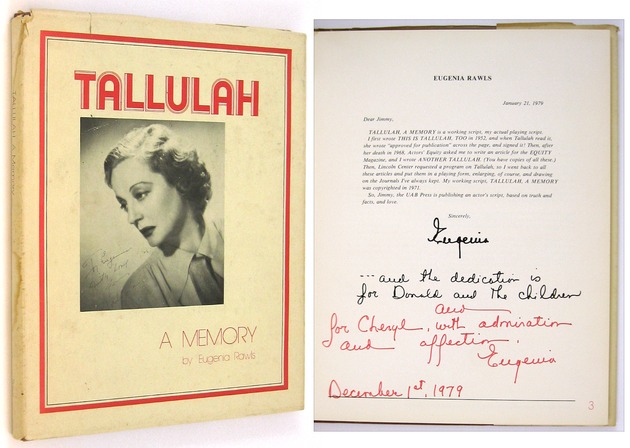 TALLULAH
A MEMORY
by Eugenia Rawls
EUGENIA RAWLS
January 21, 1979
Dear Jimmy,
TALLULAH, A MEMORY is a working script, my actual playing script.
I first wrote THIS IS TALLULAH, TOO in 1952, and when Tallulah read it,
she wrote "approved for publication" across the page, and signed it! Then, after
her death in 1968, Actors' Equity asked me to write an article for the EQUITY
Magazine, and I wrote ANOTHER TALLULAH. (You have copies of all these.)
Then, Lincoln Center requested a program on Tallulah, so I went back to all
these articles and put them in a playing form, enlarging, of course, and drawing
on the Journals I've always kept. My working script, TALLULAH, A MEMORY
was copyrighted in 1971.
So, Jimmy, the UAB Press is publishing an actor's script, based on truth and
facts, and love.
Sincerely,
Eugenia
---and the dedication is
for Donald and the children
and
for Cheryl, with admiration
and affection,
Eugenia
December 1st, 1979
3